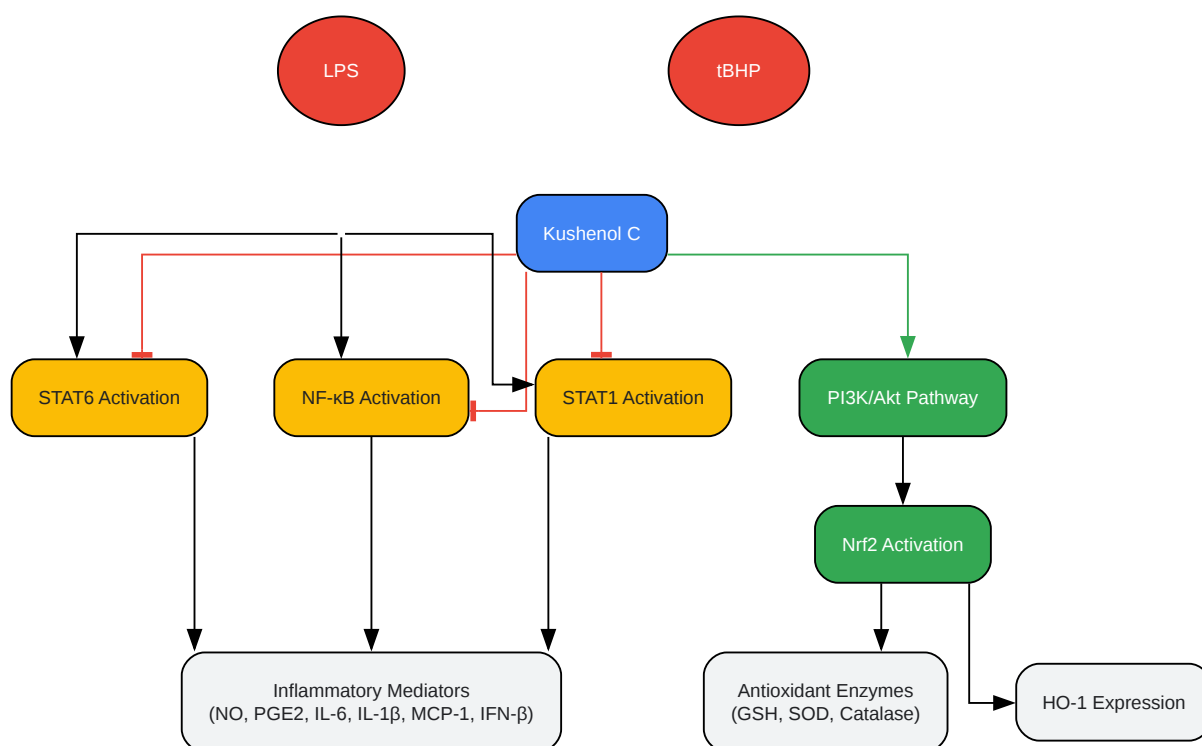 LPS
tBHP
Kushenol C
STAT6 Activation
NF-κB Activation
STAT1 Activation
PI3K/Akt Pathway
Nrf2 Activation
Inflammatory Mediators
(NO, PGE2, IL-6, IL-1β, MCP-1, IFN-β)
Antioxidant Enzymes
(GSH, SOD, Catalase)
HO-1 Expression